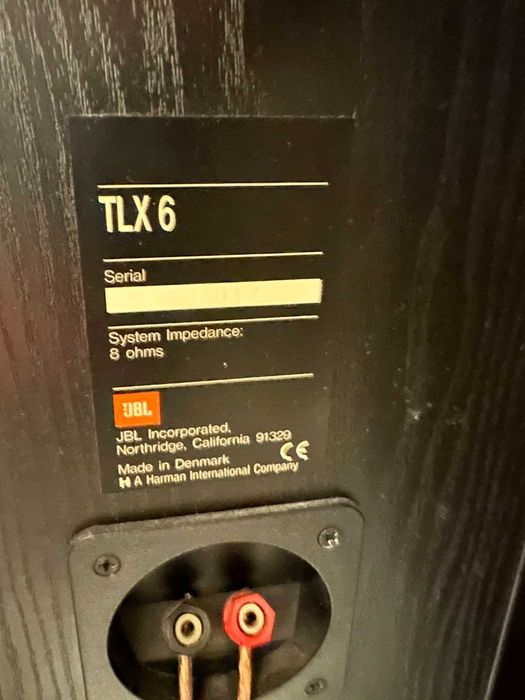 TLX 6
Serial
System Impedance:
8 ohms
JBL
JBL Incorporated,
Northridge, California 91329
Made in Denmark CE
H A Harman International Company